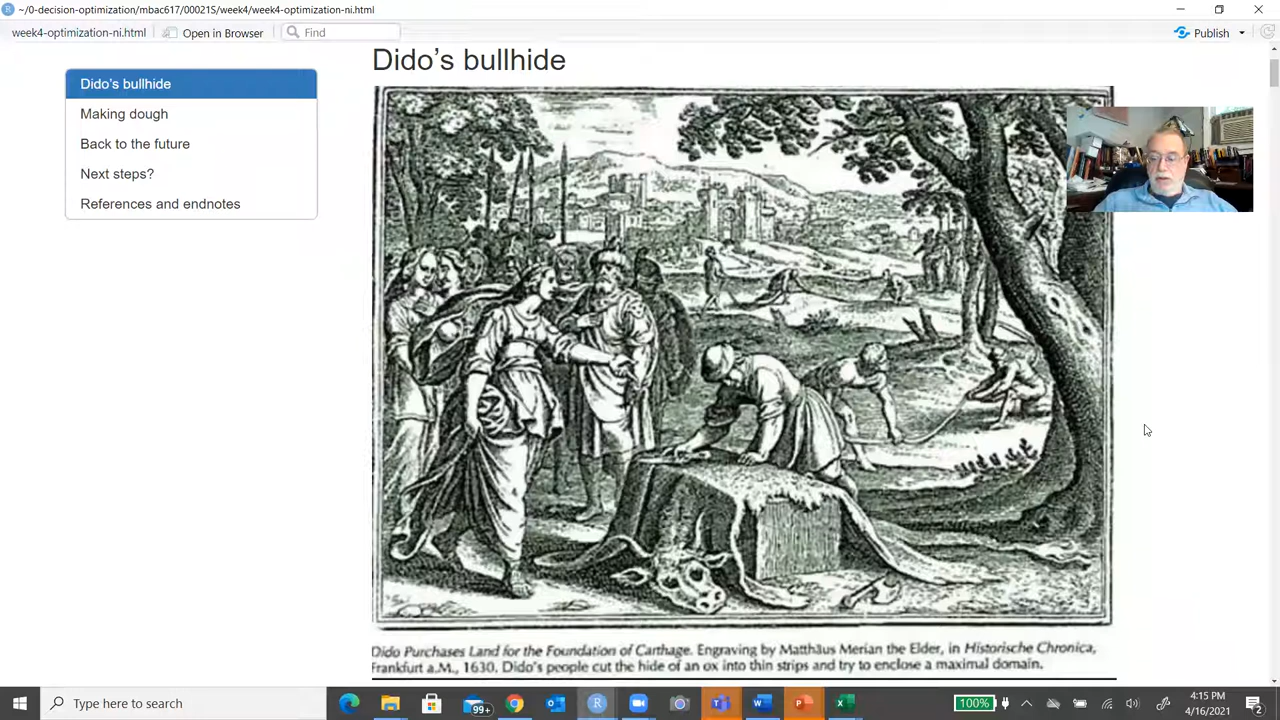 ~/0-decision-optimization/mbac617/00021S/week4/week4-optimization-ni.html
week4-optimization-ni.html
Open in Browser
Find
Publish
Dido's bullhide
Making dough
Back to the future
Next steps?
References and endnotes
Dido's bullhide
Dido Purchases Land for the Foundation of Carthage. Engraving by Matthäus Merian the Elder, in Historische Chronica,
Frankfurt a.M., 1630. Dido's people cut the hide of an ox into thin strips and try to enclose a maximal domain.
Type here to search
99+
100%
4:15 PM
4/16/2021
2